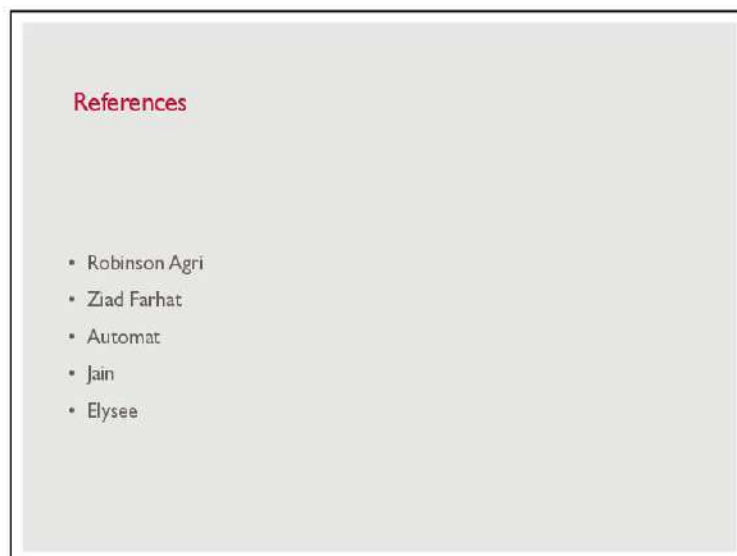 References
• Robinson Agri
• Ziad Farhat
• Automat
• Jain
• Elysee